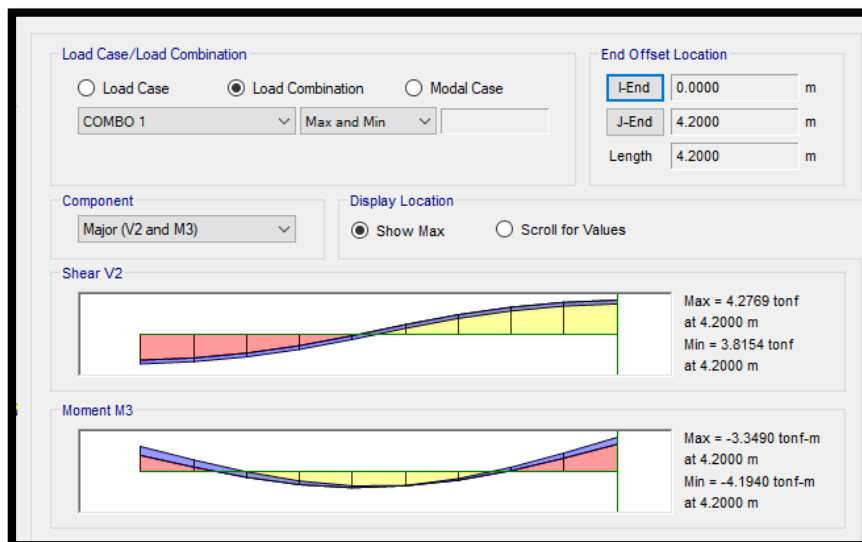 Load Case/Load Combination
Load Case
Load Combination
Modal Case
COMBO 1
Max and Min
End Offset Location
I-End
0.0000
m
J-End
4.2000
m
Length
4.2000
m
Component
Major (V2 and M3)
Display Location
Show Max
Scroll for Values
Shear V2
Max = 4.2769 tonf
at 4.2000 m
Min = 3.8154 tonf
at 4.2000 m
Moment M3
Max = -3.3490 tonf-m
at 4.2000 m
Min = -4.1940 tonf-m
at 4.2000 m